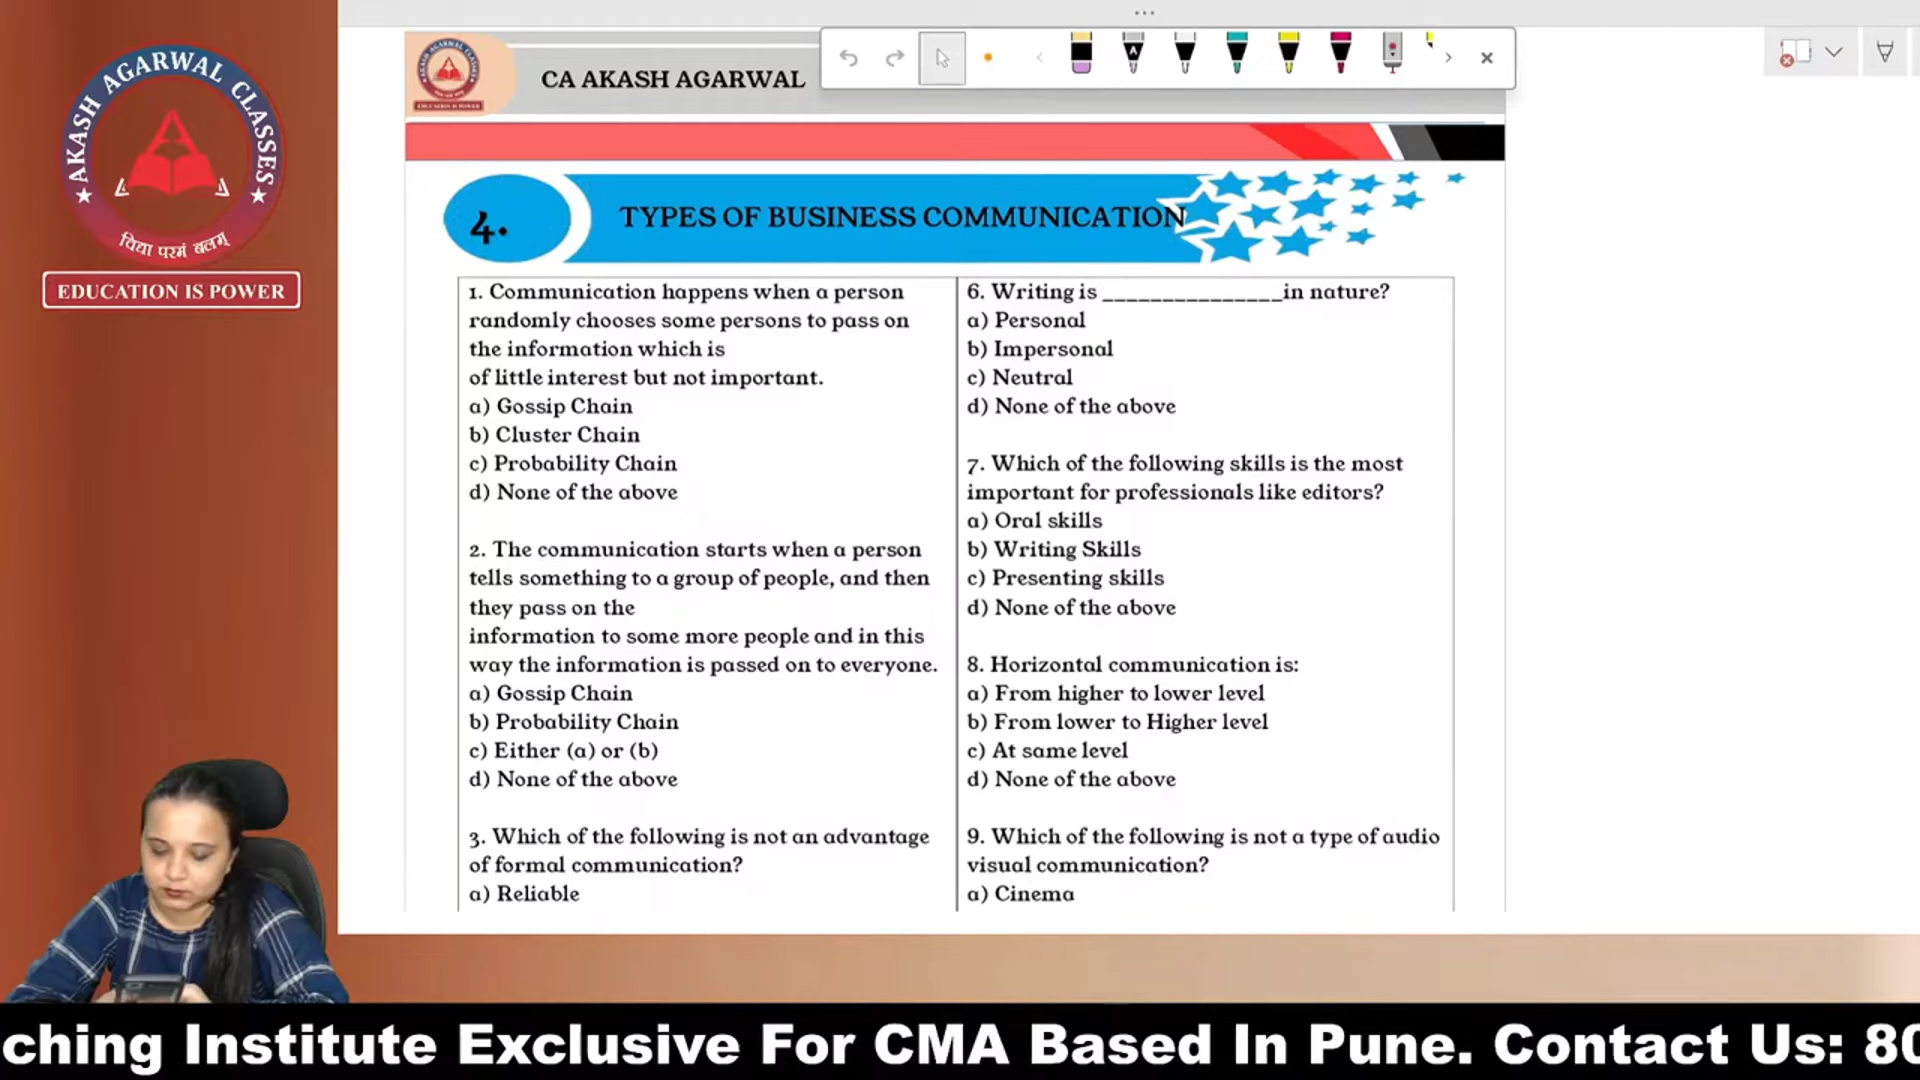 AKASH AGARWAL CLASSES
विद्या परमं बलम्
EDUCATION IS POWER
CA AKASH AGARWAL
4.
TYPES OF BUSINESS COMMUNICATION
1. Communication happens when a person
randomly chooses some persons to pass on
the information which is
of little interest but not important.
a) Gossip Chain
b) Cluster Chain
c) Probability Chain
d) None of the above
2. The communication starts when a person
tells something to a group of people, and then
they pass on the
information to some more people and in this
way the information is passed on to everyone.
a) Gossip Chain
b) Probability Chain
c) Either (a) or (b)
d) None of the above
3. Which of the following is not an advantage
of formal communication?
a) Reliable
6. Writing is _______________in nature?
a) Personal
b) Impersonal
c) Neutral
d) None of the above
7. Which of the following skills is the most
important for professionals like editors?
a) Oral skills
b) Writing Skills
c) Presenting skills
d) None of the above
8. Horizontal communication is:
a) From higher to lower level
b) From lower to Higher level
c) At same level
d) None of the above
9. Which of the following is not a type of audio
visual communication?
a) Cinema
ching Institute Exclusive For CMA Based In Pune. Contact Us: 80